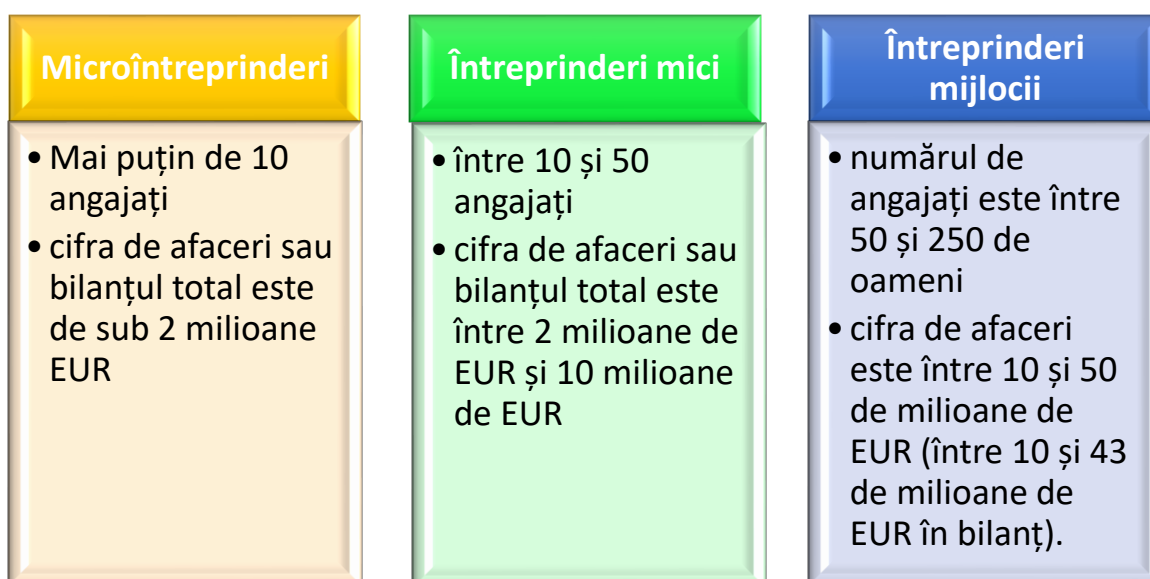 Microîntreprinderi
• Mai puțin de 10
angajați
• cifra de afaceri sau
bilanțul total este
de sub 2 milioane
EUR
Întreprinderi mici
• între 10 și 50
angajați
• cifra de afaceri sau
bilanțul total este
între 2 milioane de
EUR și 10 milioane
de EUR
Întreprinderi
mijlocii
• numărul de
angajați este între
50 și 250 de
oameni
• cifra de afaceri
este între 10 și 50
de milioane de
EUR (între 10 și 43
de milioane de
EUR în bilanț).